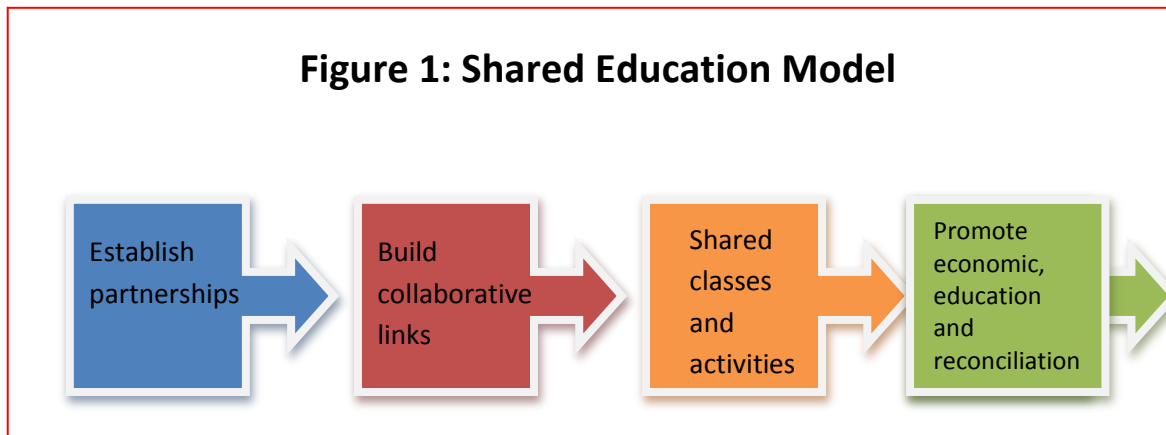 Figure 1: Shared Education Model
Establish
partnerships
Build
collaborative
links
Shared
classes
and
activities
Promote
economic,
education
and
reconciliation